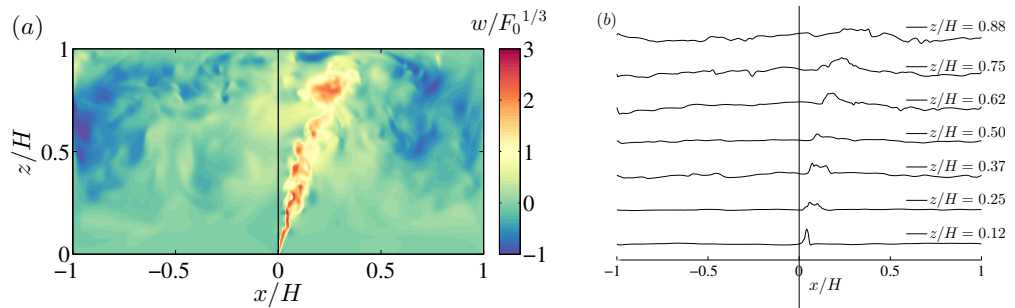 (a)
w/F₀^{1/3}
1
0.5
0
z/H
-1
-0.5
0
0.5
1
x/H
3
2
1
0
−1
(b)
z/H = 0.88
z/H = 0.75
z/H = 0.62
z/H = 0.50
z/H = 0.37
z/H = 0.25
z/H = 0.12
-1
-0.5
0
0.5
1
x/H